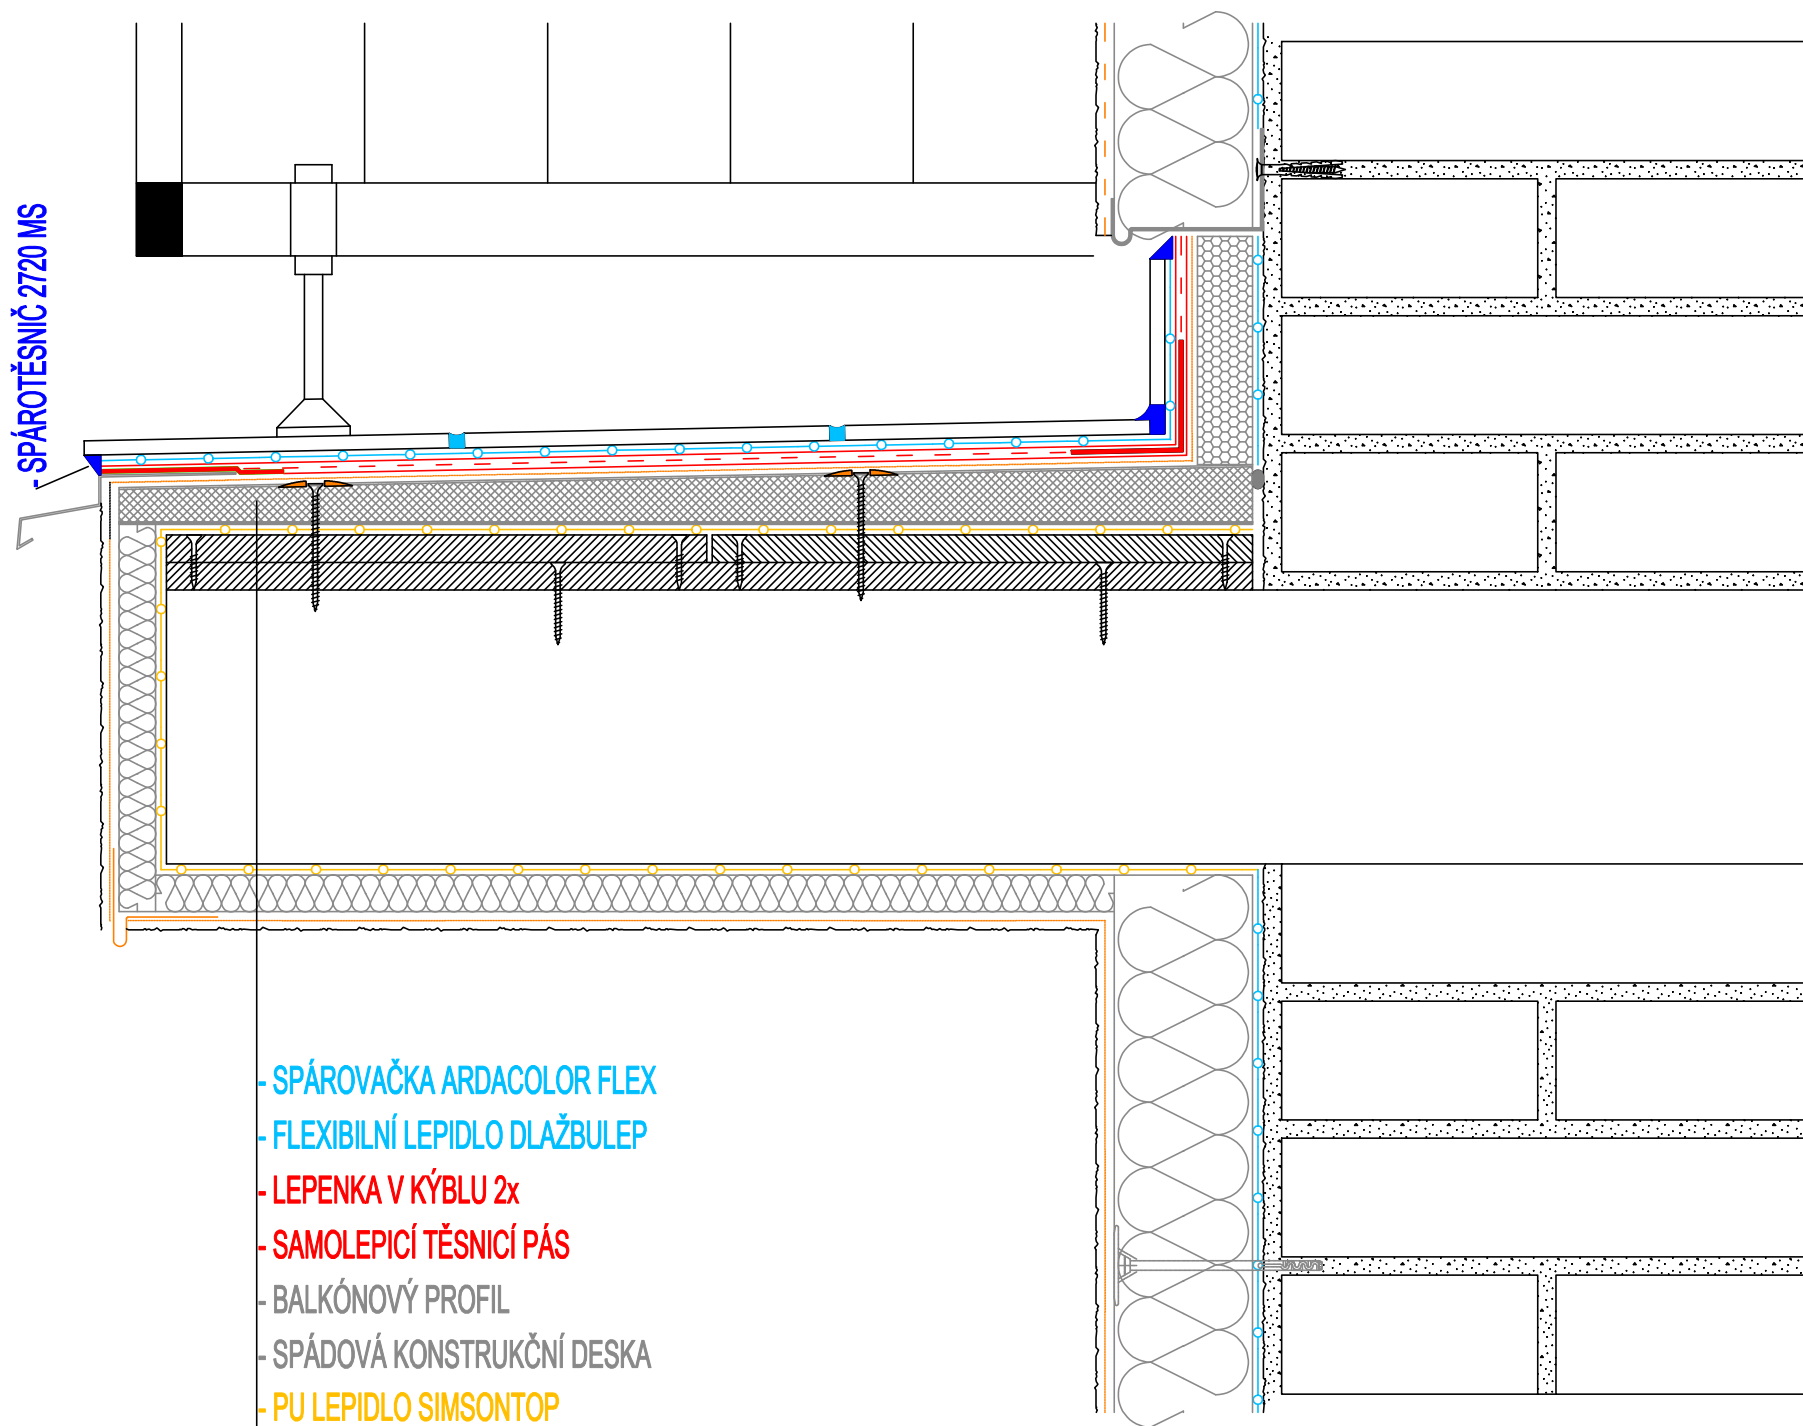 - SPÁROTĚSNIČ 2720 MS
- SPÁROVAČKA ARDACOLOR FLEX
- FLEXIBILNÍ LEPIDLO DLAŽBULEP
- LEPENKA V KÝBLU 2x
- SAMOLEPICÍ TĚSNICÍ PÁS
- BALKÓNOVÝ PROFIL
- SPÁDOVÁ KONSTRUKČNÍ DESKA
- PU LEPIDLO SIMSONTOP